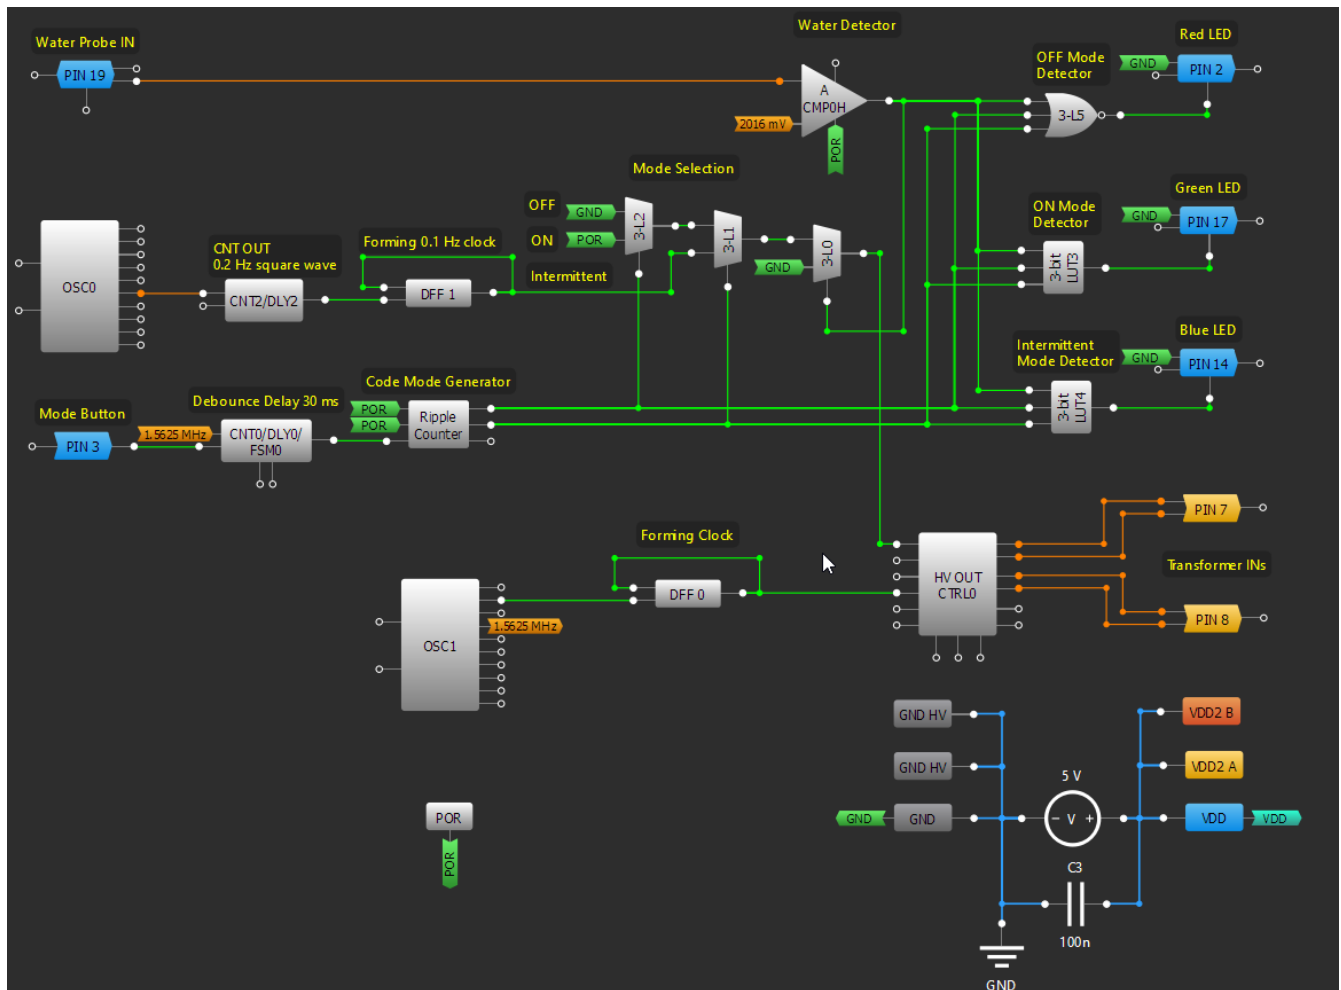 Water Detector
Water Probe IN
PIN 19
A
CMP0H
2016 mV
POR
OFF Mode
Detector
3-L5
Red LED
GND
PIN 2
Mode Selection
OFF
GND
ON
POR
Intermittent
3-L2
3-L1
3-L0
GND
ON Mode
Detector
3-bit
LUT3
Green LED
GND
PIN 17
OSC0
CNT OUT
0.2 Hz square wave
CNT2/DLY2
Forming 0.1 Hz clock
DFF 1
Intermittent
Mode Detector
3-bit
LUT4
Blue LED
GND
PIN 14
Mode Button
PIN 3
1.5625 MHz
Debounce Delay 30 ms
CNT0/DLY0/
FSM0
Code Mode Generator
POR
POR
Ripple
Counter
Forming Clock
OSC1
1.5625 MHz
DFF 0
HV OUT
CTRL0
PIN 7
Transformer INs
PIN 8
GND HV
GND HV
GND
GND
5 V
- V +
VDD2 B
VDD2 A
VDD
VDD
C3
100n
GND
POR
POR